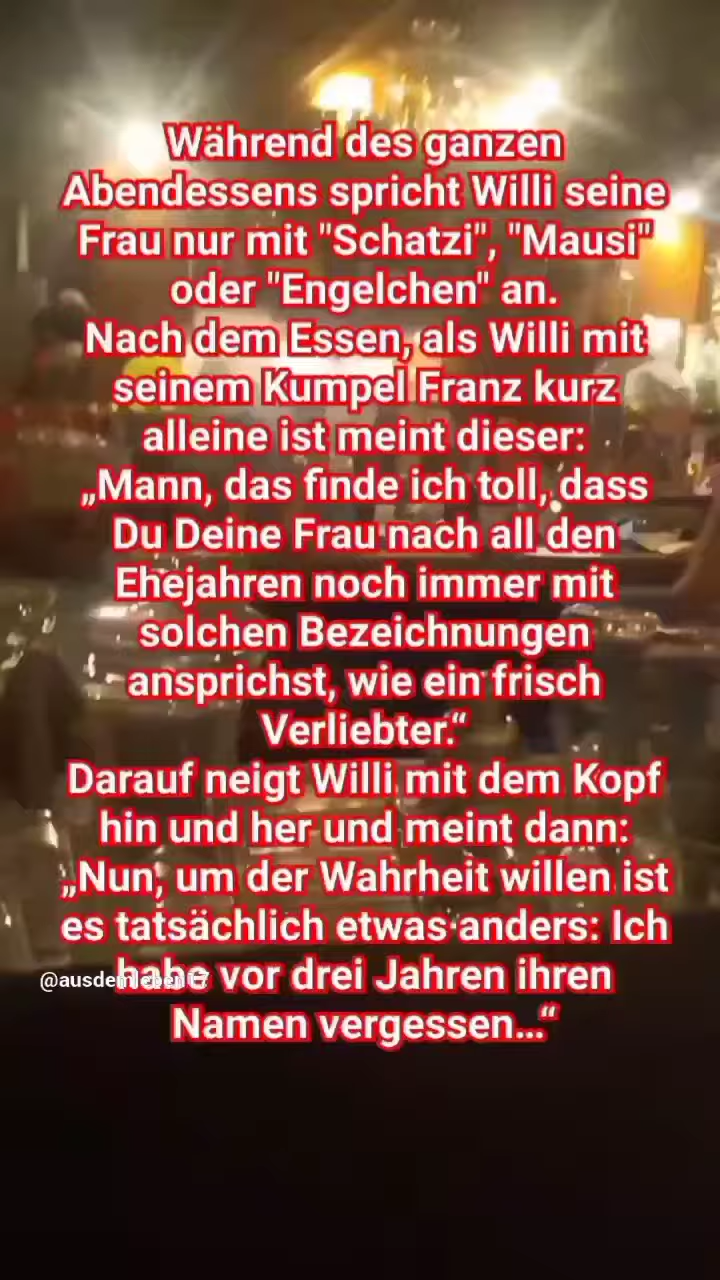 Während des ganzen
Abendessens spricht Willi seine
Frau nur mit "Schatzi", "Mausi"
oder "Engelchen" an.
Nach dem Essen, als Willi mit
seinem Kumpel Franz kurz
alleine ist meint dieser:
„Mann, das finde ich toll, dass
Du Deine Frau nach all den
Ehejahren noch immer mit
solchen Bezeichnungen
ansprichst, wie ein frisch
Verliebter.“
Darauf neigt Willi mit dem Kopf
hin und her und meint dann:
„Nun, um der Wahrheit willen ist
es tatsächlich etwas anders: Ich
habe vor drei Jahren ihren
Namen vergessen...“